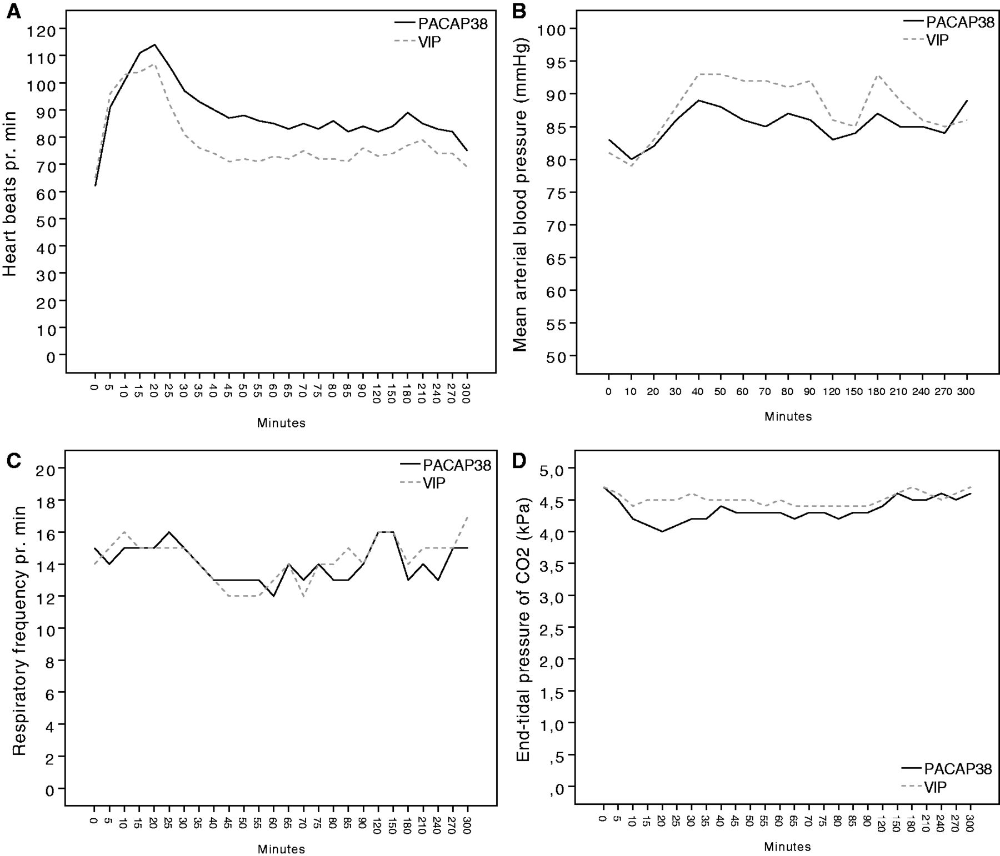 A
PACAP38
VIP
Heart beats pr. min
120
110
100
90
80
70
60
50
40
30
20
10
0
0 5 10 15 20 25 30 35 40 45 50 55 60 65 70 75 80 85 90 120 150 180 210 240 270 300
Minutes
B
PACAP38
VIP
Mean arterial blood pressure (mmHg)
100
95
90
85
80
75
70
65
60
55
50
0 10 20 30 40 50 60 70 80 90 120 150 180 210 240 270 300
Minutes
C
PACAP38
VIP
Respiratory frequency pr. min
20
18
16
14
12
10
8
6
4
2
0
0 5 10 15 20 25 30 35 40 45 50 55 60 65 70 75 80 85 90 120 150 180 210 240 270 300
Minutes
D
End-tidal pressure of CO2 (kPa)
5,0
4,5
4,0
3,5
3,0
2,5
2,0
1,5
1,0
,5
,0
PACAP38
VIP
0 5 10 15 20 25 30 35 40 45 50 55 60 65 70 75 80 85 90 120 150 180 210 240 270 300
Minutes